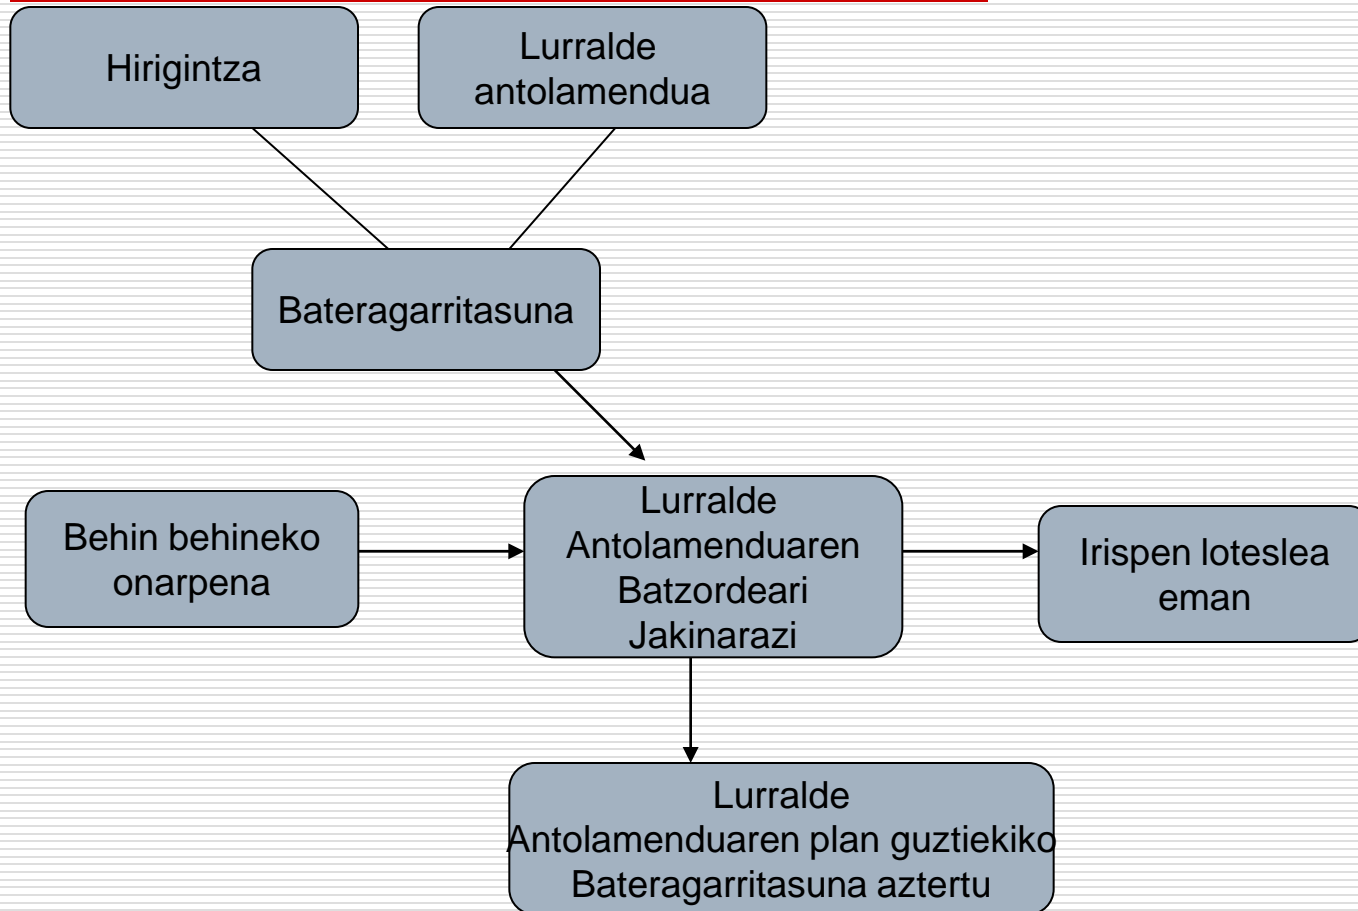 Hirigintza
Lurralde
antolamendua
Bateragarritasuna
Behin behineko
onarpena
Lurralde
Antolamenduaren
Batzordeari
Jakinarazi
Irispen loteslea
eman
Lurralde
Antolamenduaren plan guztiekiko
Bateragarritasuna aztertu